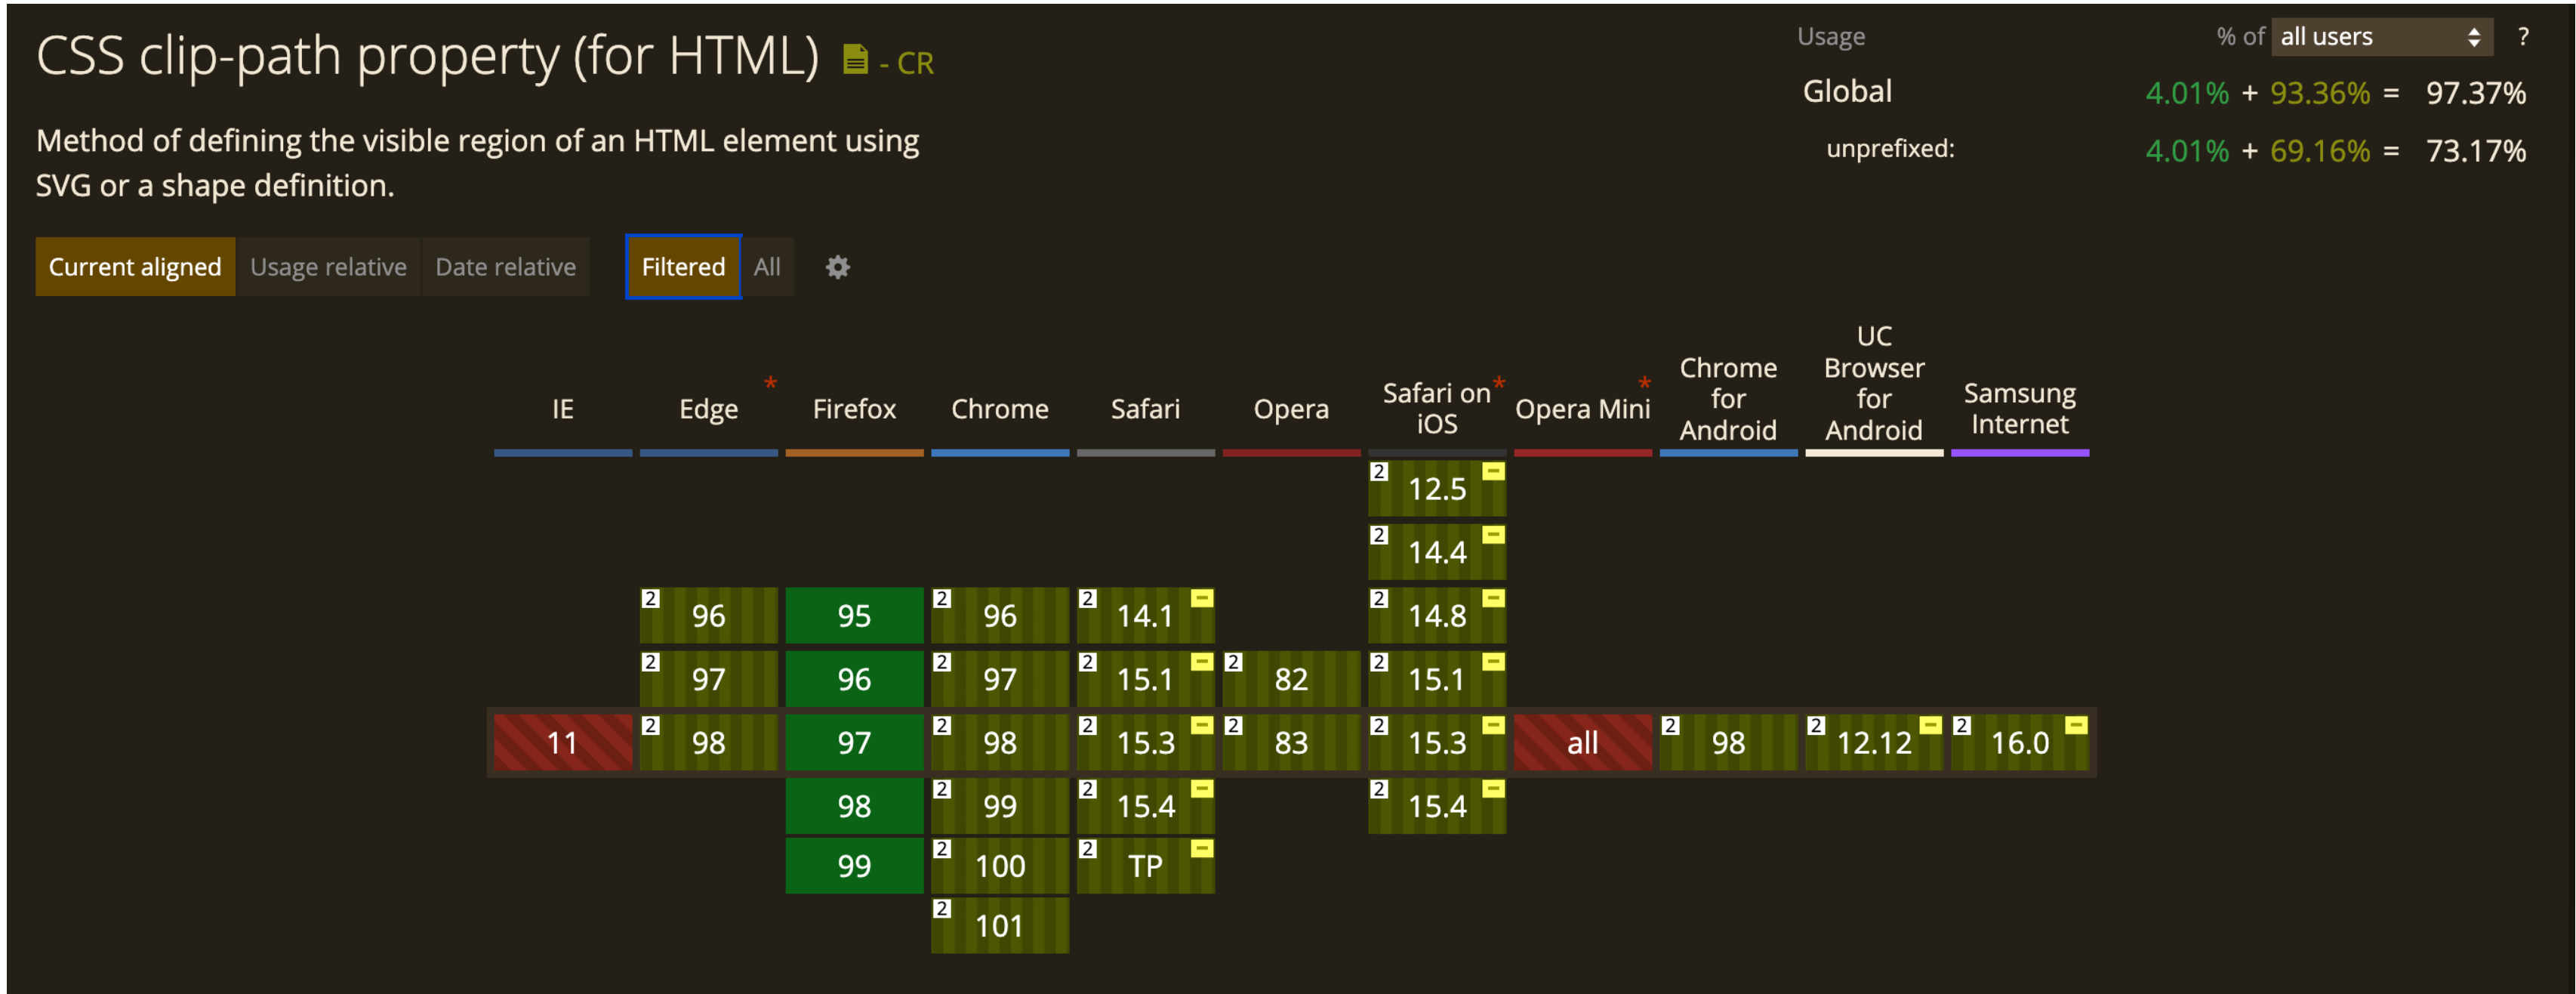 CSS clip-path property (for HTML) - CR
Usage % of all users ?
Global 4.01% + 93.36% = 97.37%
unprefixed: 4.01% + 69.16% = 73.17%
Method of defining the visible region of an HTML element using
SVG or a shape definition.
Current aligned Usage relative Date relative Filtered All
IE
Edge *
Firefox
Chrome
Safari
Opera
Safari on *
iOS
Opera Mini *
Chrome
for
Android
UC
Browser
for
Android
Samsung
Internet
2 12.5 -
2 14.4 -
2 96 95 2 96 2 14.1 - 2 14.8 -
2 97 96 2 97 2 15.1 - 2 82 2 15.1 -
11 2 98 97 2 98 2 15.3 - 2 83 2 15.3 - all 2 98 2 12.12 - 2 16.0 -
98 2 99 2 15.4 - 2 15.4 -
99 2 100 2 TP -
2 101